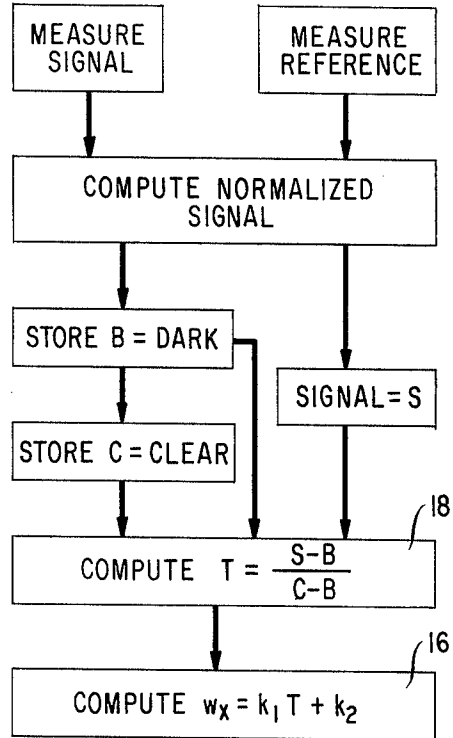 MEASURE
SIGNAL
MEASURE
REFERENCE
COMPUTE NORMALIZED
SIGNAL
STORE B = DARK
SIGNAL = S
STORE C = CLEAR
18
COMPUTE T = S-B / C-B
16
COMPUTE wₓ = k₁ T + k₂